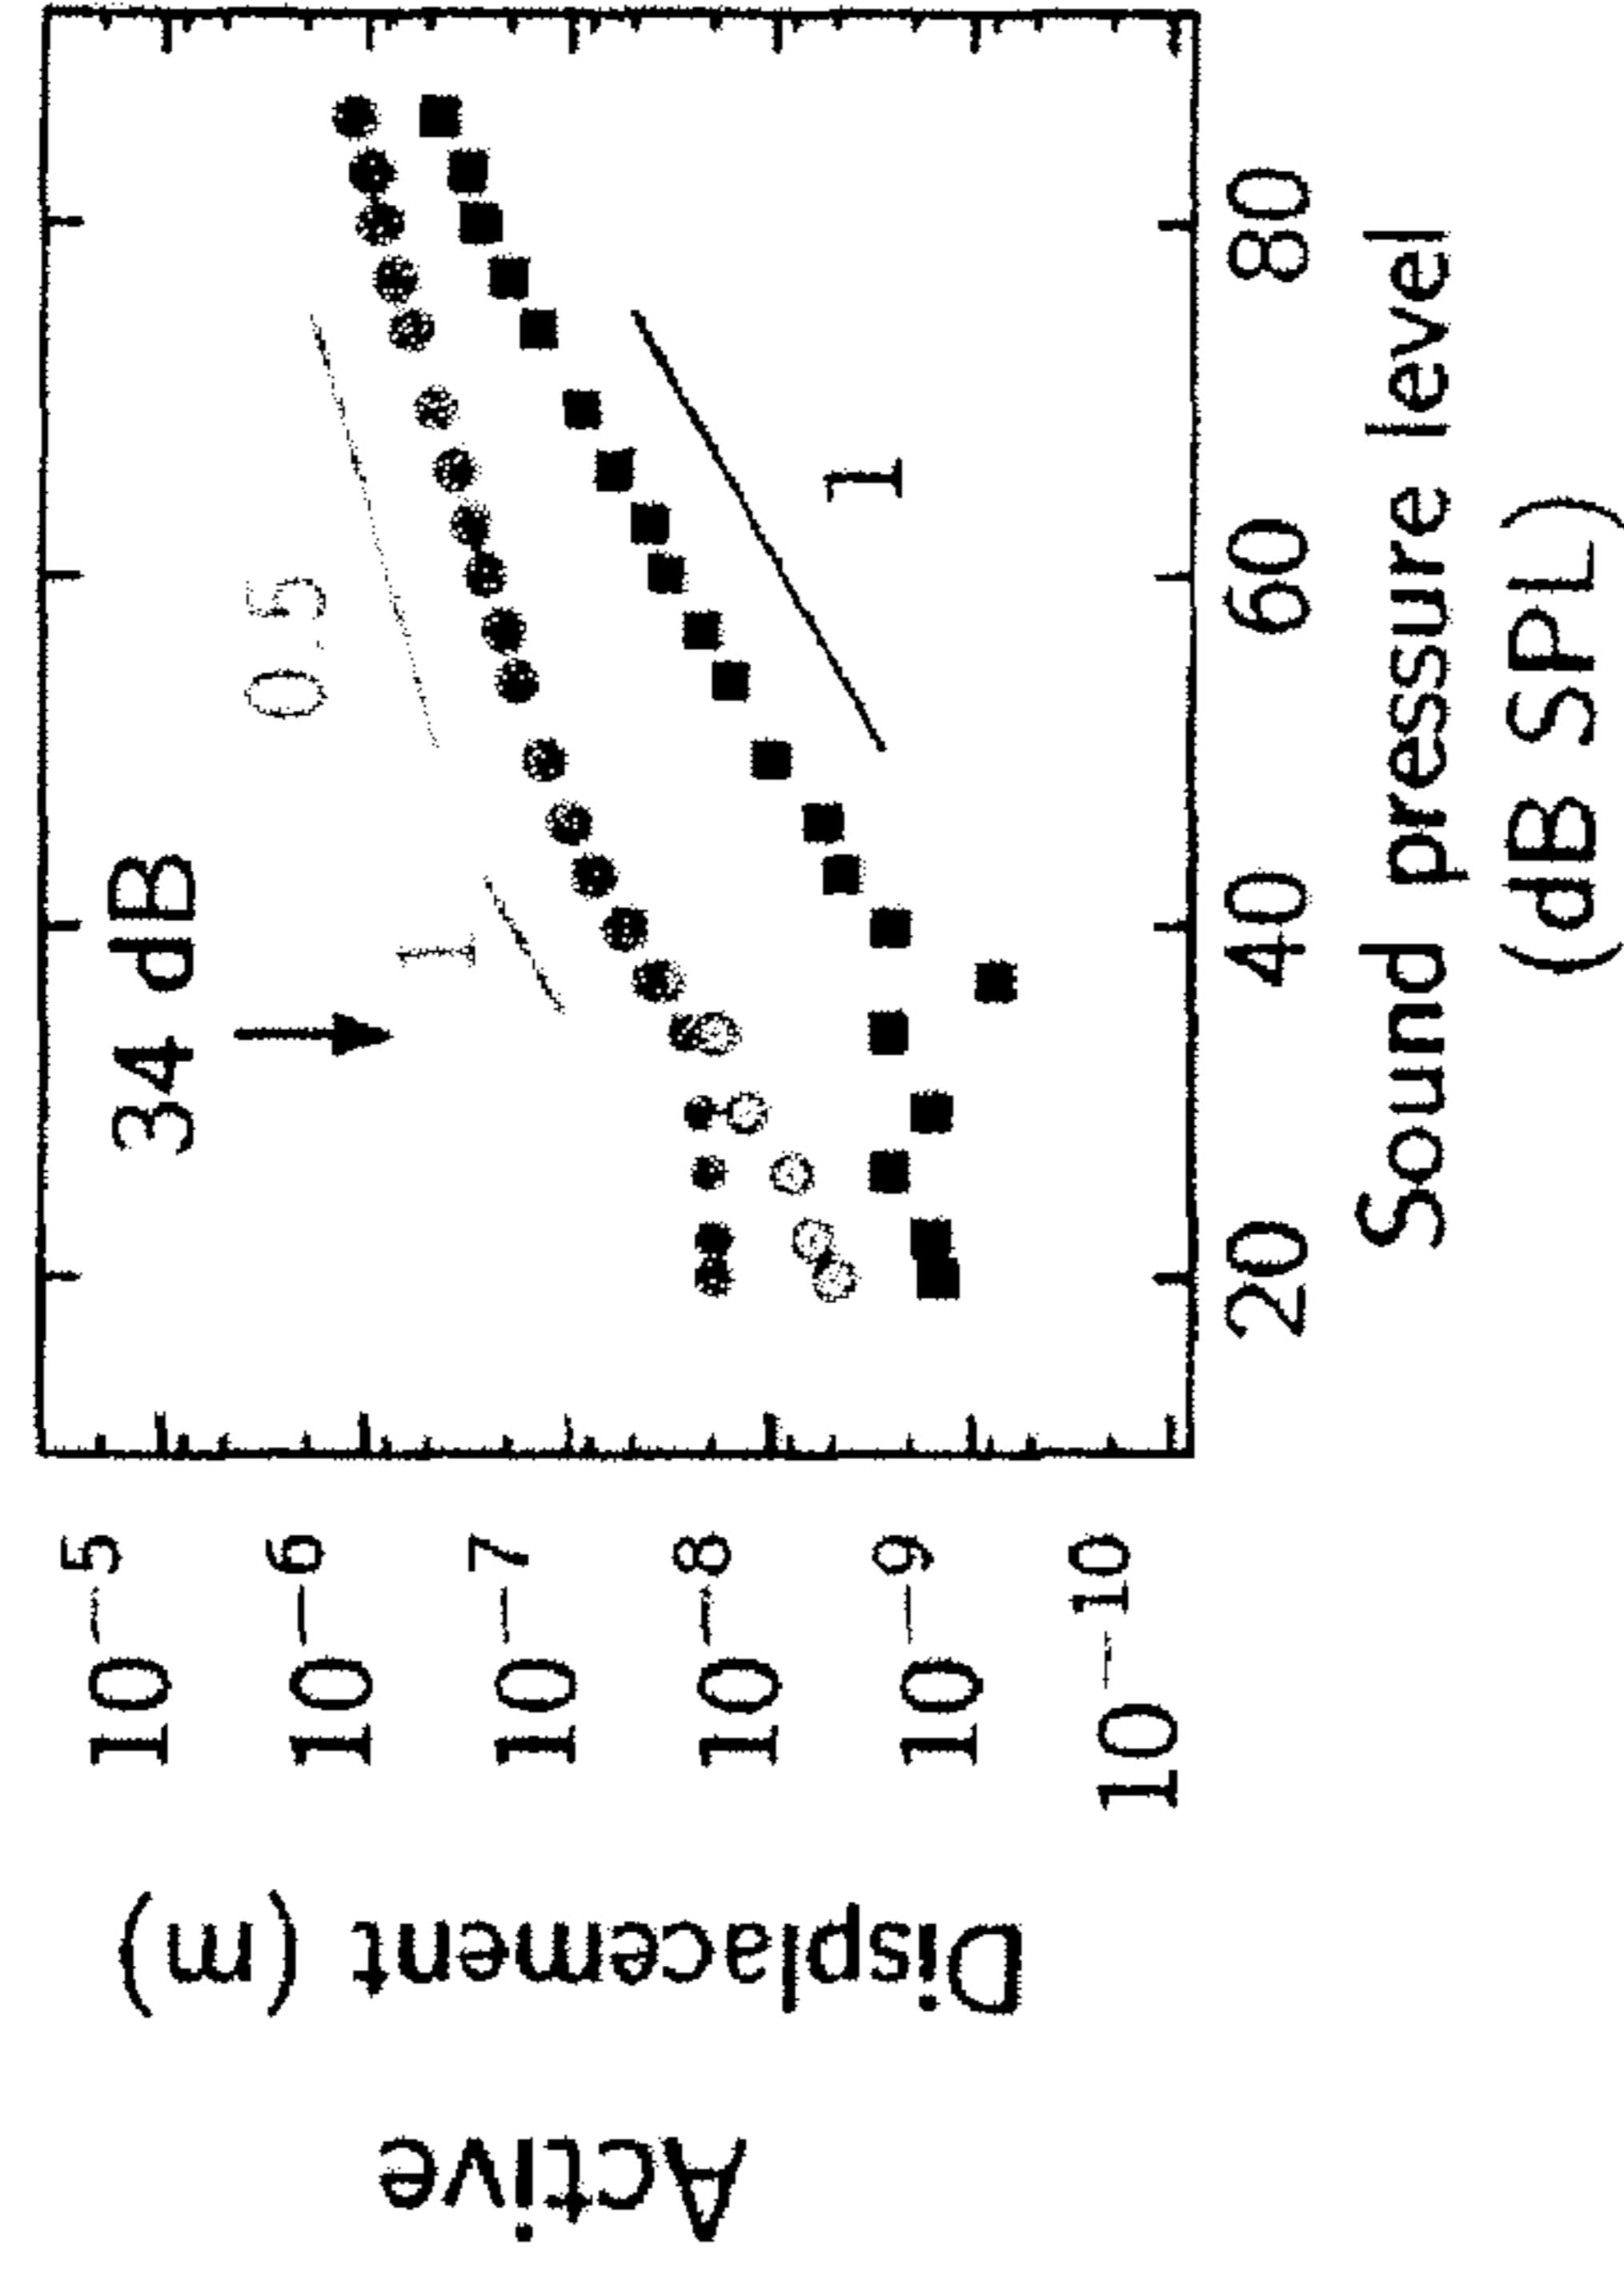 Active
Displacement (m)
10⁻⁵
10⁻⁶
10⁻⁷
10⁻⁸
10⁻⁹
10⁻¹⁰
34 dB
1
0.5
1
20 40 60 80
Sound pressure level
(dB SPL)